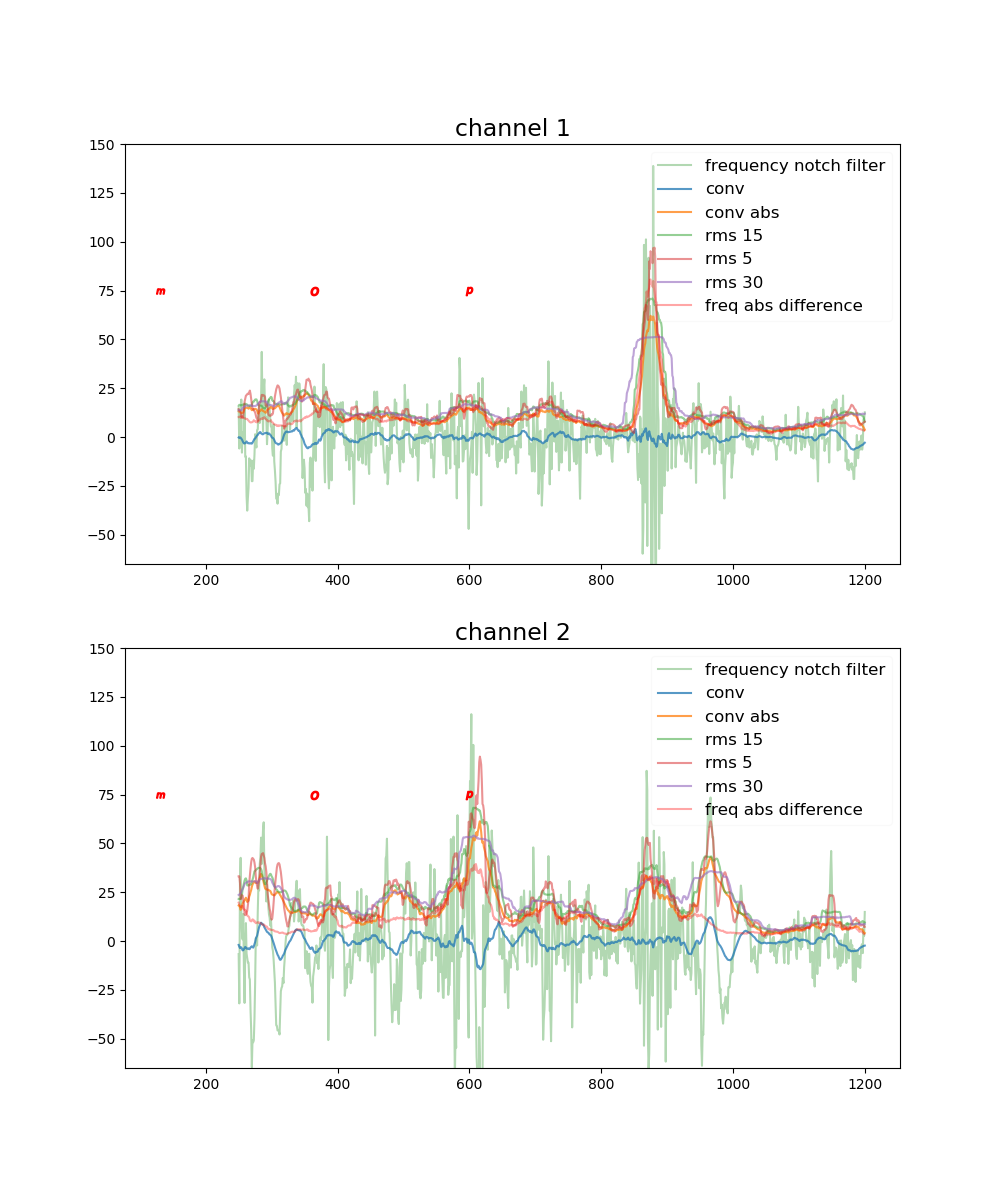 channel 1
150
125
100
75
50
25
0
−25
−50
frequency notch filter
conv
conv abs
rms 15
rms 5
rms 30
freq abs difference
m o p
200 400 600 800 1000 1200
channel 2
150
125
100
75
50
25
0
−25
−50
frequency notch filter
conv
conv abs
rms 15
rms 5
rms 30
freq abs difference
m o p
200 400 600 800 1000 1200